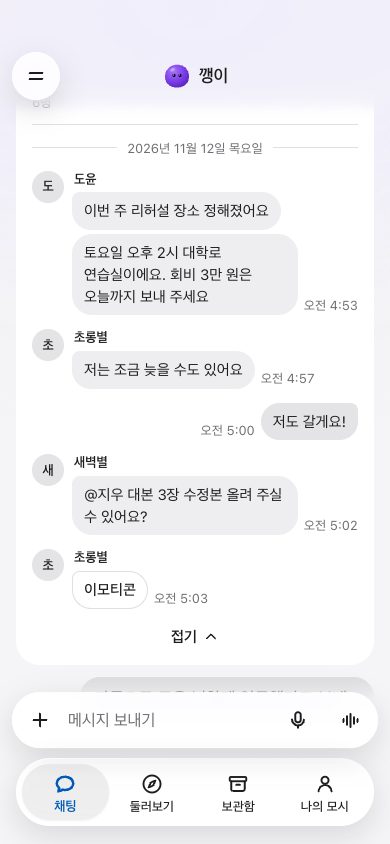 깽이
2026년 11월 12일 목요일
도
도윤
이번 주 리허설 장소 정해졌어요
토요일 오후 2시 대학로
연습실이에요. 회비 3만 원은
오늘까지 보내 주세요
오전 4:53
초
초롱별
저는 조금 늦을 수도 있어요
오전 4:57
오전 5:00
저도 갈게요!
새
새벽별
@지우 대본 3장 수정본 올려 주실
수 있어요?
오전 5:02
초
초롱별
이모티콘
오전 5:03
접기
메시지 보내기
채팅
둘러보기
보관함
나의 모시